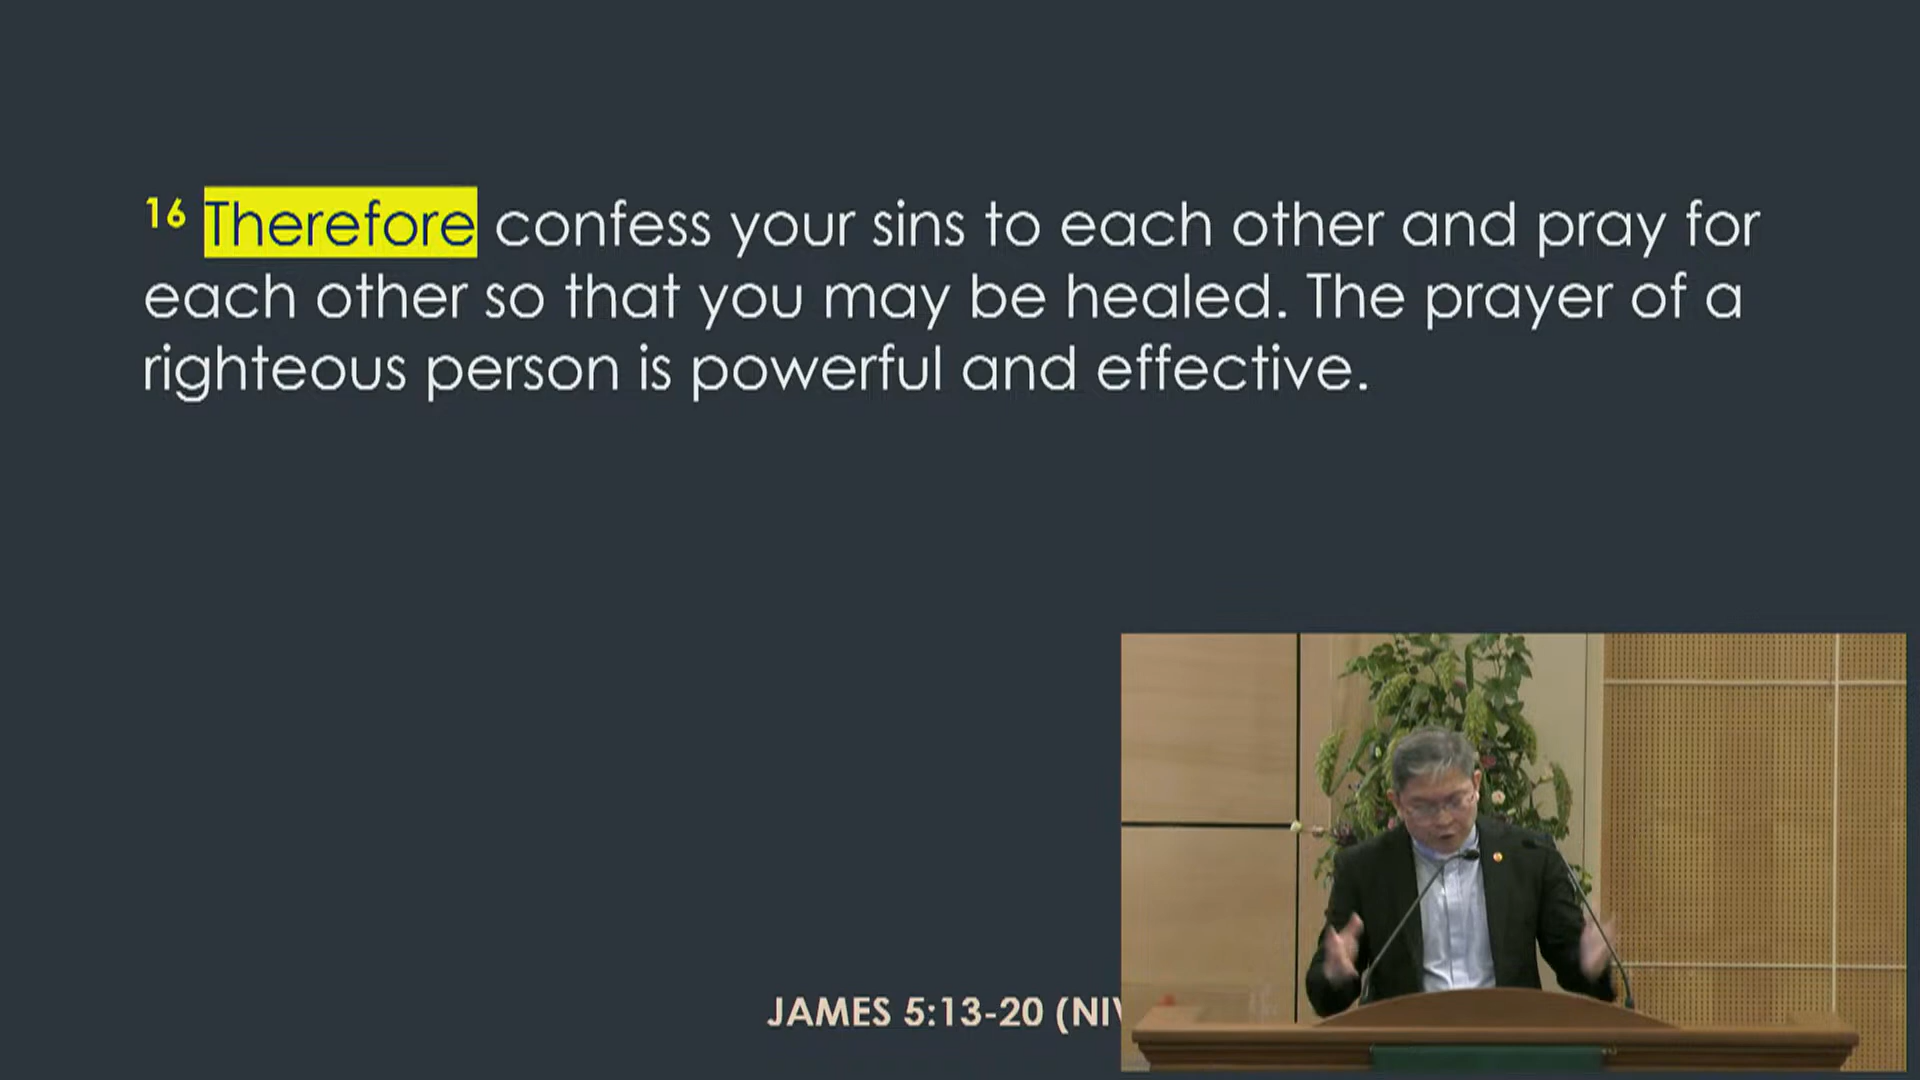 16 Therefore confess your sins to each other and pray for
each other so that you may be healed. The prayer of a
righteous person is powerful and effective.
JAMES 5:13-20 (NIV